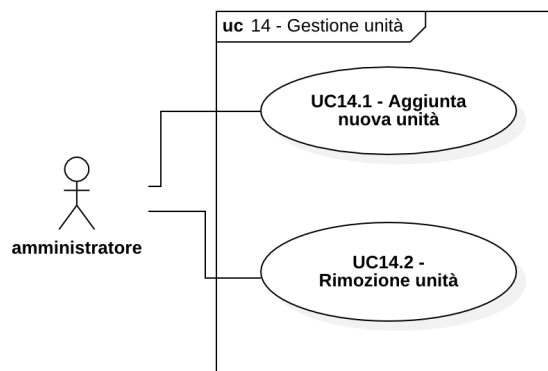 uc 14 - Gestione unità
UC14.1 - Aggiunta
nuova unità
amministratore
UC14.2 -
Rimozione unità